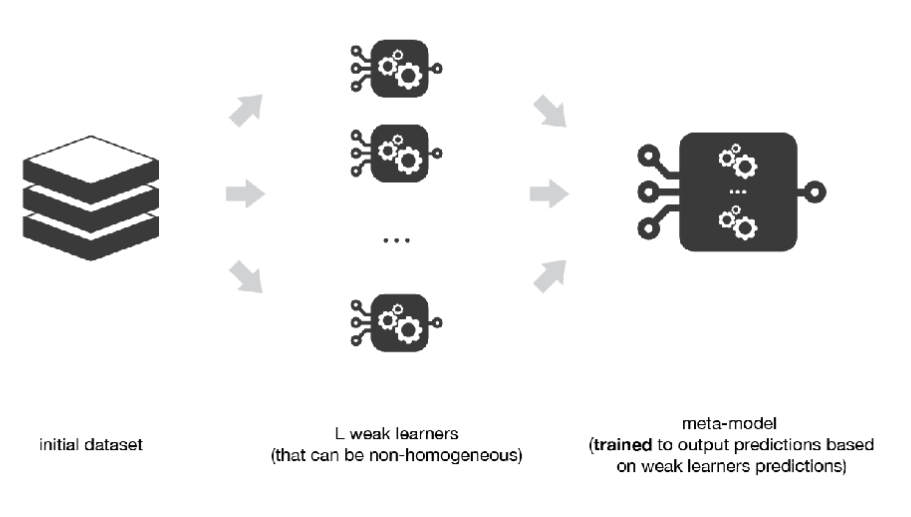 initial dataset
L weak learners
(that can be non-homogeneous)
meta-model
(trained to output predictions based
on weak learners predictions)